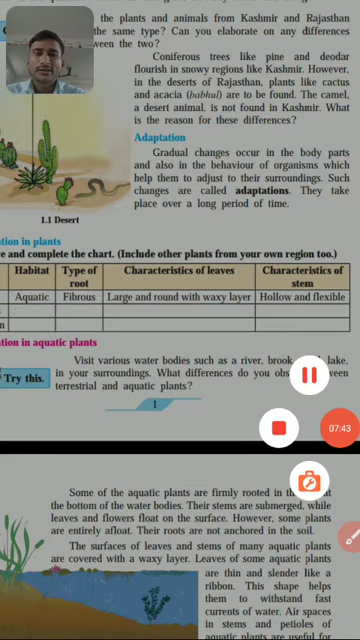 the plants and animals from Kashmir and Rajasthan
the same type? Can you elaborate on any differences
ween the two?
Coniferous trees like pine and deodar
flourish in snowy regions like Kashmir. However,
in the deserts of Rajasthan, plants like cactus
and acacia (babhul) are to be found. The camel,
a desert animal, is not found in Kashmir. What
is the reason for these differences?
Adaptation
Gradual changes occur in the body parts
and also in the behaviour of organisms which
help them to adjust to their surroundings. Such
changes are called adaptations. They take
place over a long period of time.
1.1 Desert
tion in plants
e and complete the chart. (Include other plants from your own region too.)
Habitat Type of root Characteristics of leaves Characteristics of stem
Aquatic Fibrous Large and round with waxy layer Hollow and flexible
n
tion in aquatic plants
Visit various water bodies such as a river, brook lake,
Try this. in your surroundings. What differences do you obs ween
terrestrial and aquatic plants?
1
07:43
Some of the aquatic plants are firmly rooted in th at
the bottom of the water bodies. Their stems are submerged, while
leaves and flowers float on the surface. However, some plants
are entirely afloat. Their roots are not anchored in the soil.
The surfaces of leaves and stems of many aquatic plants
are covered with a waxy layer. Leaves of some aquatic plants
are thin and slender like a
ribbon. This shape helps
them to withstand fast
currents of water. Air spaces
in stems and petioles of
aquatic plants are useful for